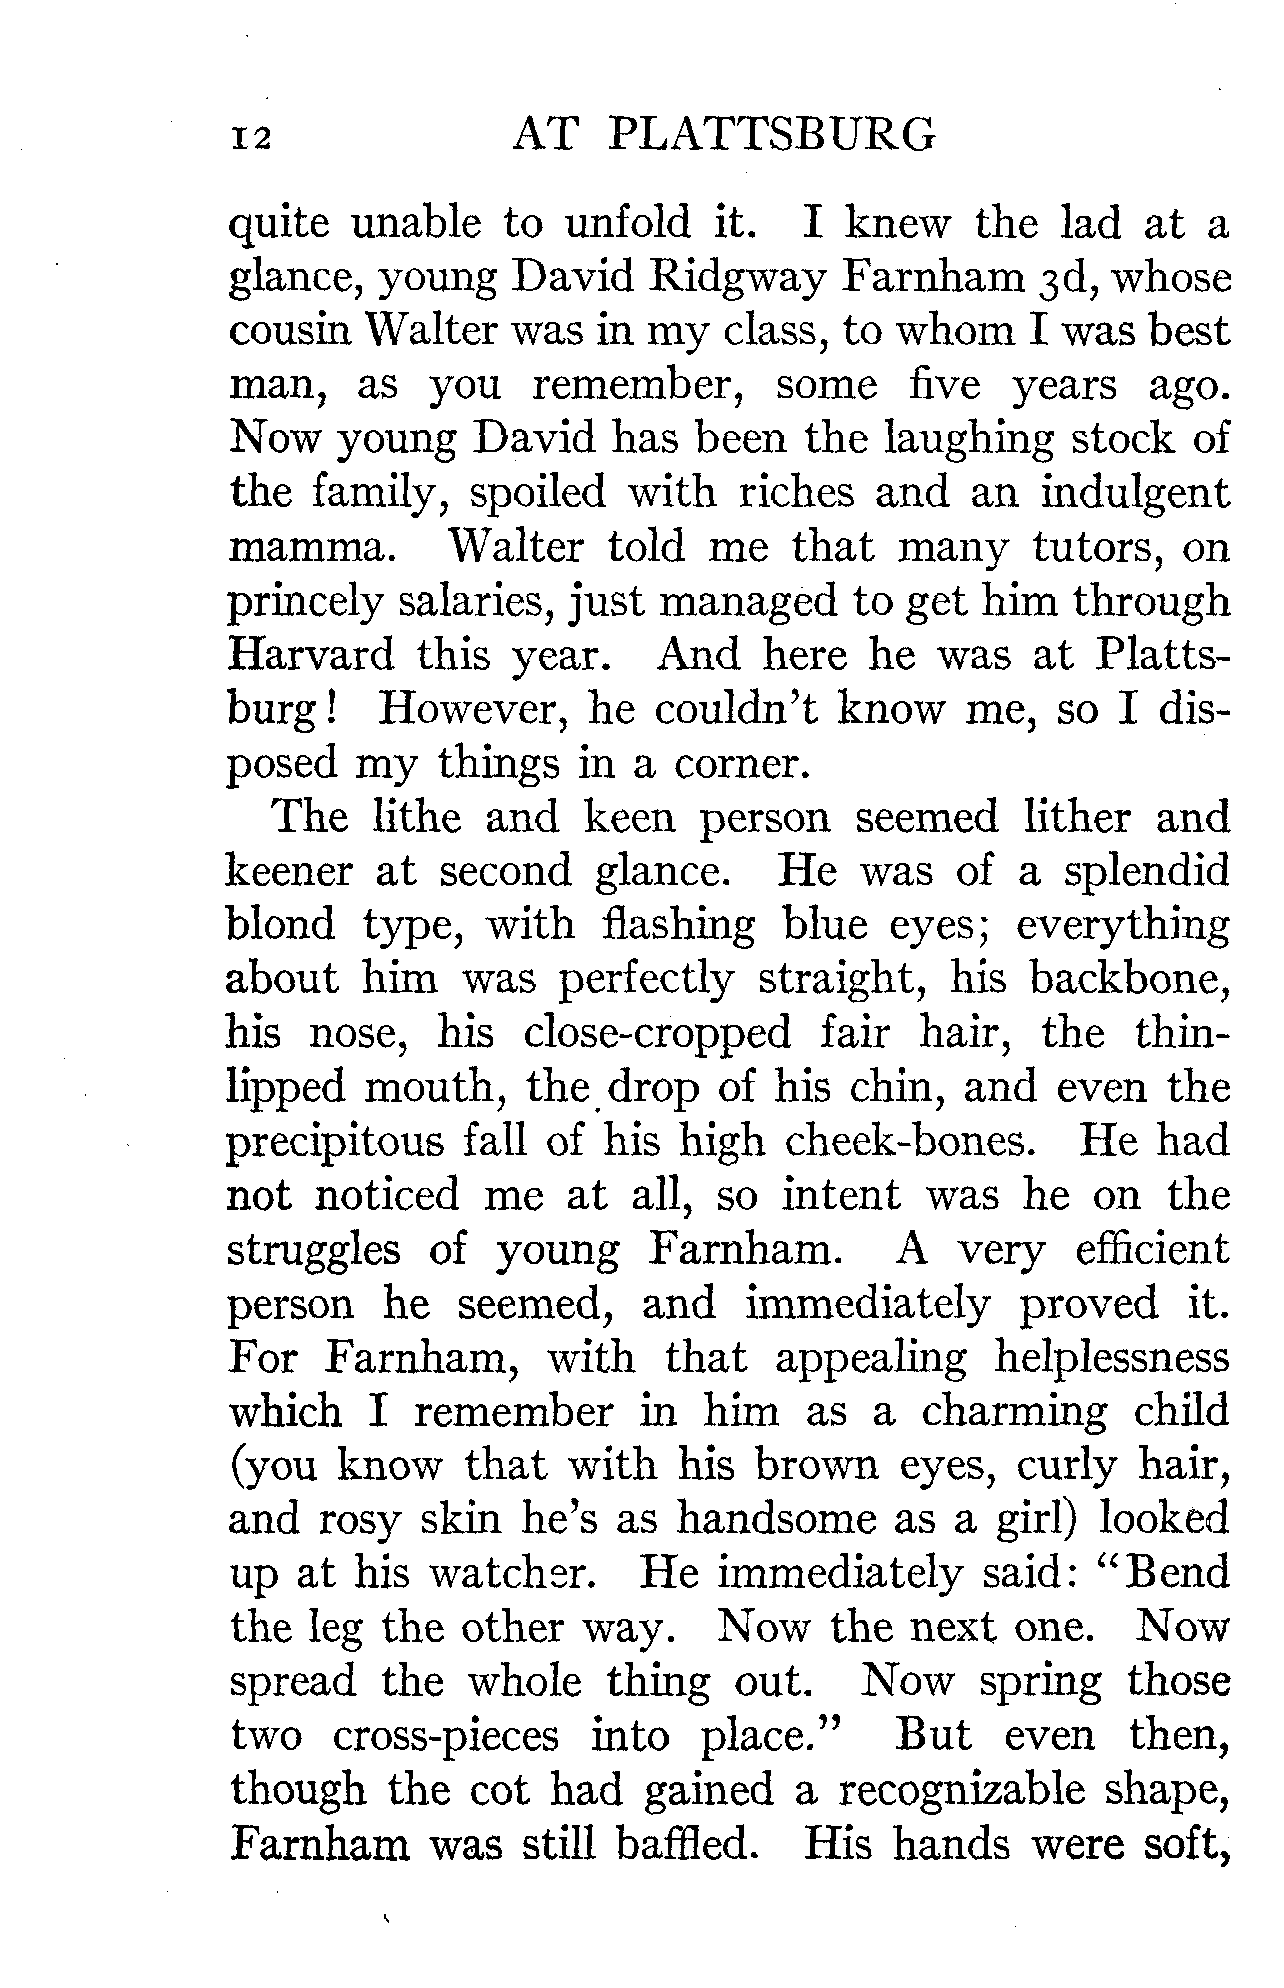 12 AT PLATTSBURG
quite unable to unfold it. I knew the lad at a
glance, young David Ridgway Farnham 3d, whose
cousin Walter was in my class, to whom I was best
man, as you remember, some five years ago.
Now young David has been the laughing stock of
the family, spoiled with riches and an indulgent
mamma. Walter told me that many tutors, on
princely salaries, just managed to get him through
Harvard this year. And here he was at Platts-
burg! However, he couldn't know me, so I dis-
posed my things in a corner.
The lithe and keen person seemed lither and
keener at second glance. He was of a splendid
blond type, with flashing blue eyes; everything
about him was perfectly straight, his backbone,
his nose, his close-cropped fair hair, the thin-
lipped mouth, the drop of his chin, and even the
precipitous fall of his high cheek-bones. He had
not noticed me at all, so intent was he on the
struggles of young Farnham. A very efficient
person he seemed, and immediately proved it.
For Farnham, with that appealing helplessness
which I remember in him as a charming child
(you know that with his brown eyes, curly hair,
and rosy skin he's as handsome as a girl) looked
up at his watcher. He immediately said: "Bend
the leg the other way. Now the next one. Now
spread the whole thing out. Now spring those
two cross-pieces into place." But even then,
though the cot had gained a recognizable shape,
Farnham was still baffled. His hands were soft,